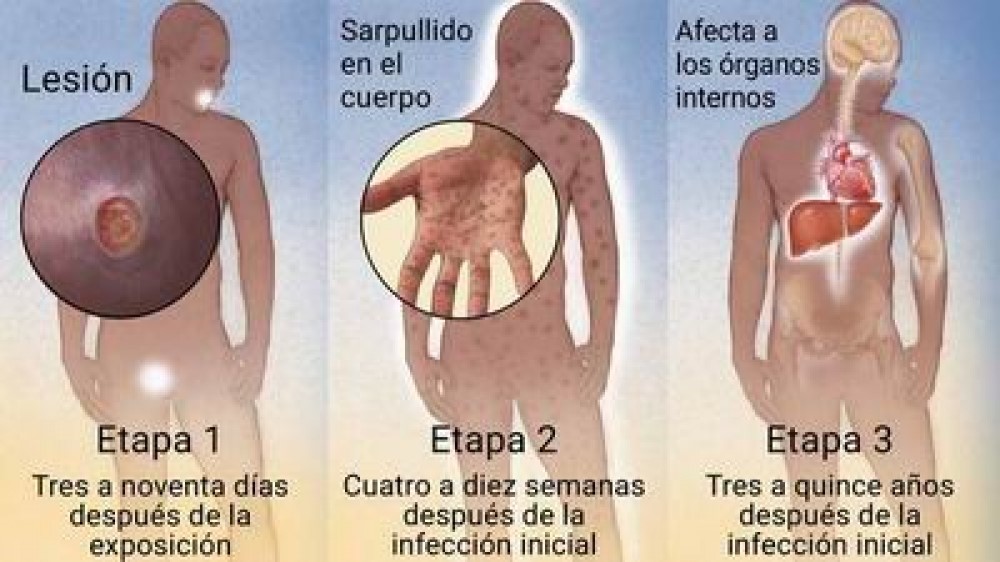 Lesión
Etapa 1
Tres a noventa días
después de la
exposición
Sarpullido
en el
cuerpo
Etapa 2
Cuatro a diez semanas
después de la
infección inicial
Afecta a
los órganos
internos
Etapa 3
Tres a quince años
después de la
infección inicial